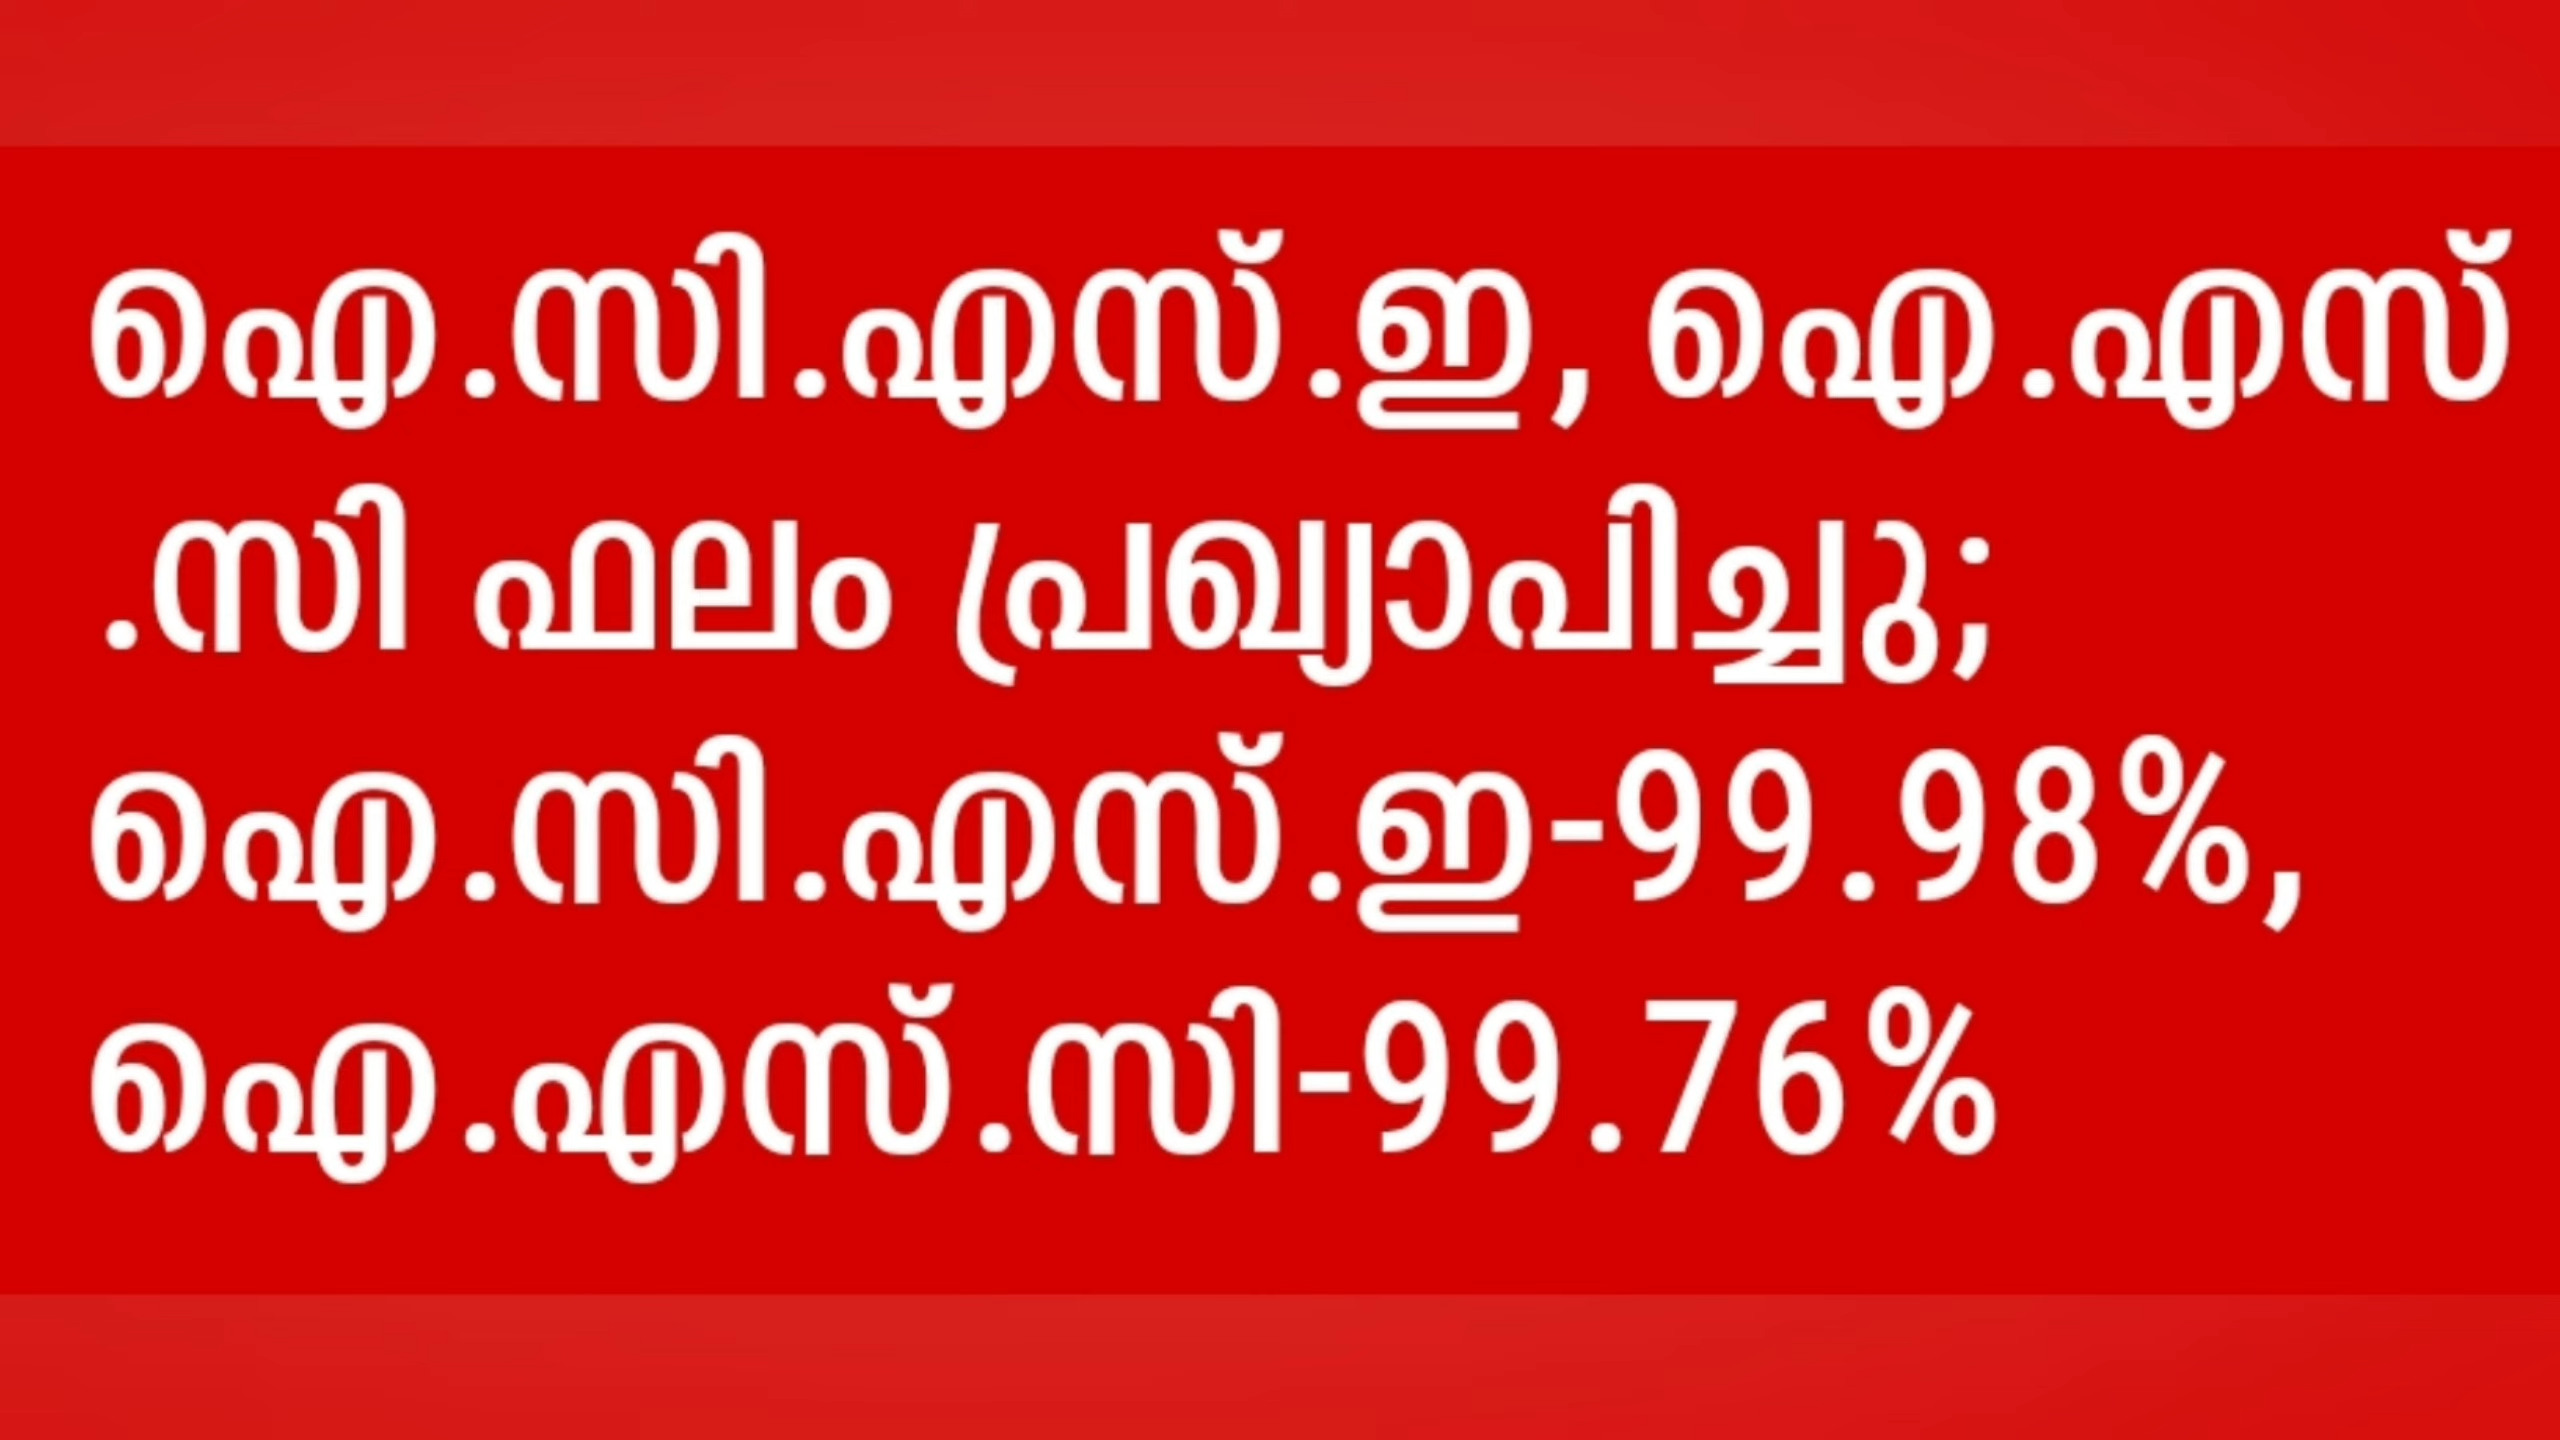 ഐ.സി.എസ്.ഇ, ഐ.എസ്
.സി ഫലം പ്രഖ്യാപിച്ചു;
ഐ.സി.എസ്.ഇ-99.98%,
ഐ.എസ്.സി-99.76%